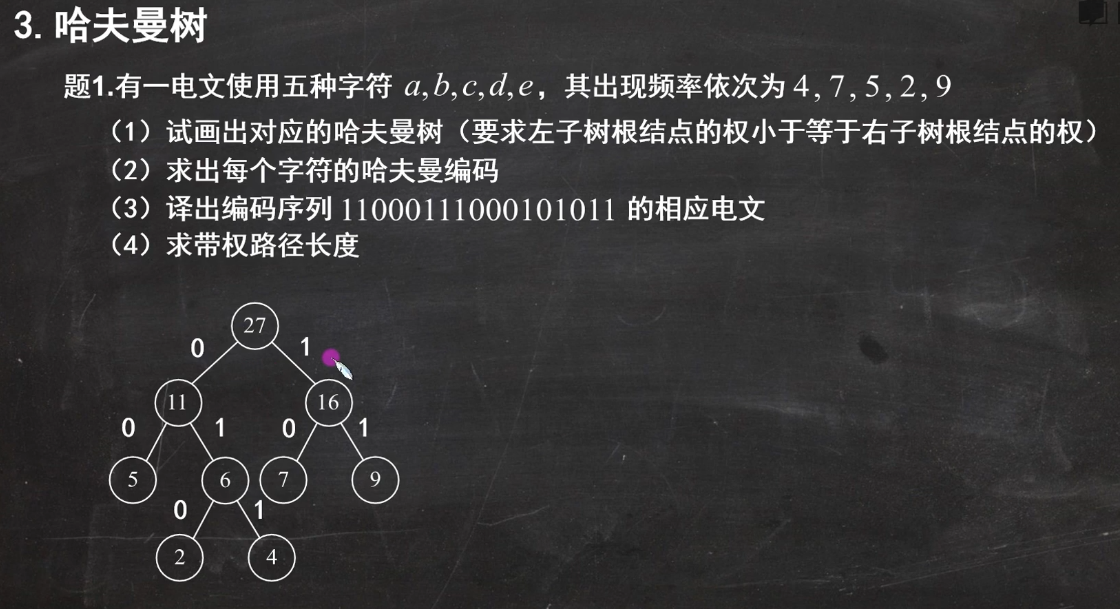 3. 哈夫曼树
题1.有一电文使用五种字符 a,b,c,d,e，其出现频率依次为 4, 7, 5, 2, 9
（1）试画出对应的哈夫曼树（要求左子树根结点的权小于等于右子树根结点的权）
（2）求出每个字符的哈夫曼编码
（3）译出编码序列 11000111000101011 的相应电文
（4）求带权路径长度
27
0 1
11 16
0 1 0 1
5 6 7 9
0 1
2 4